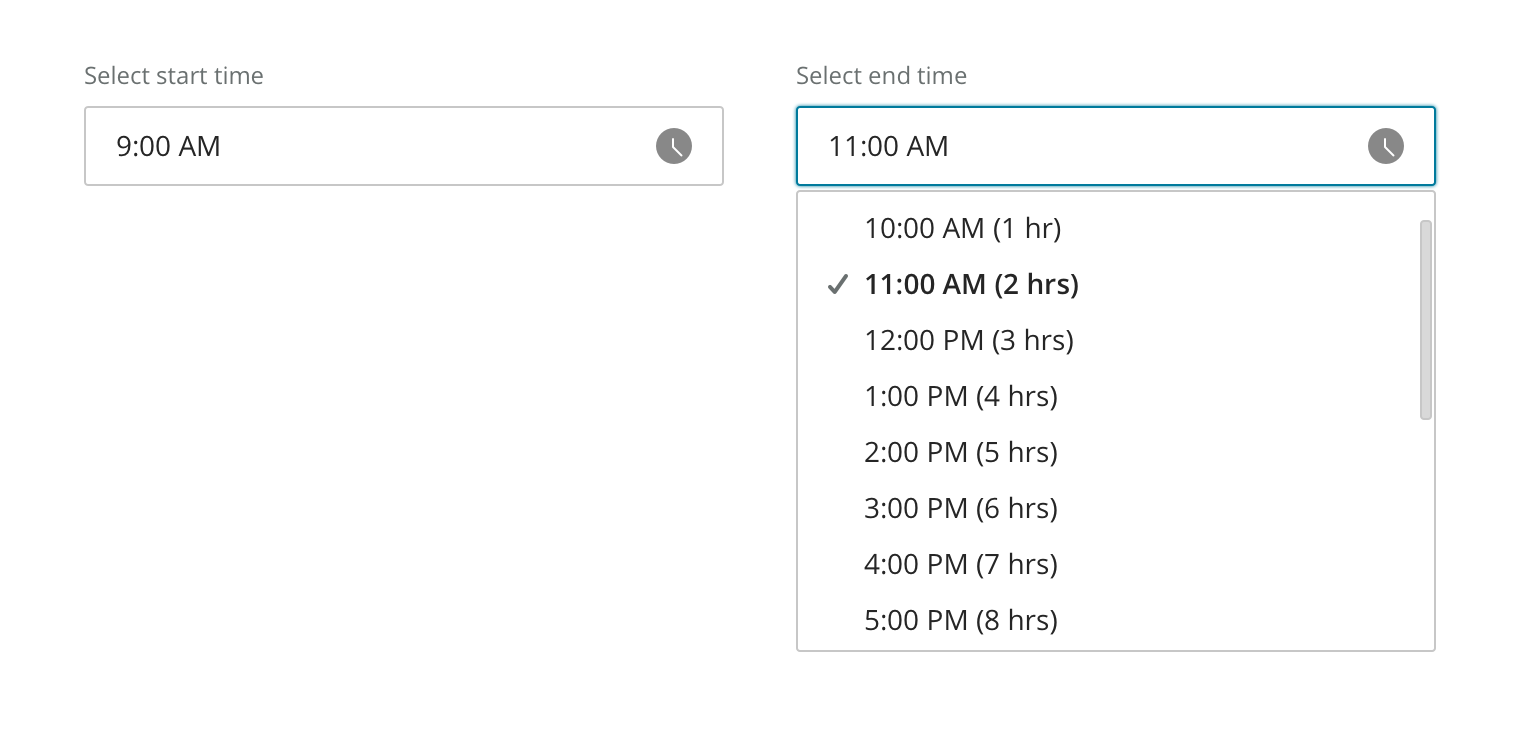 Select start time
9:00 AM
Select end time
11:00 AM
10:00 AM (1 hr)
11:00 AM (2 hrs)
12:00 PM (3 hrs)
1:00 PM (4 hrs)
2:00 PM (5 hrs)
3:00 PM (6 hrs)
4:00 PM (7 hrs)
5:00 PM (8 hrs)